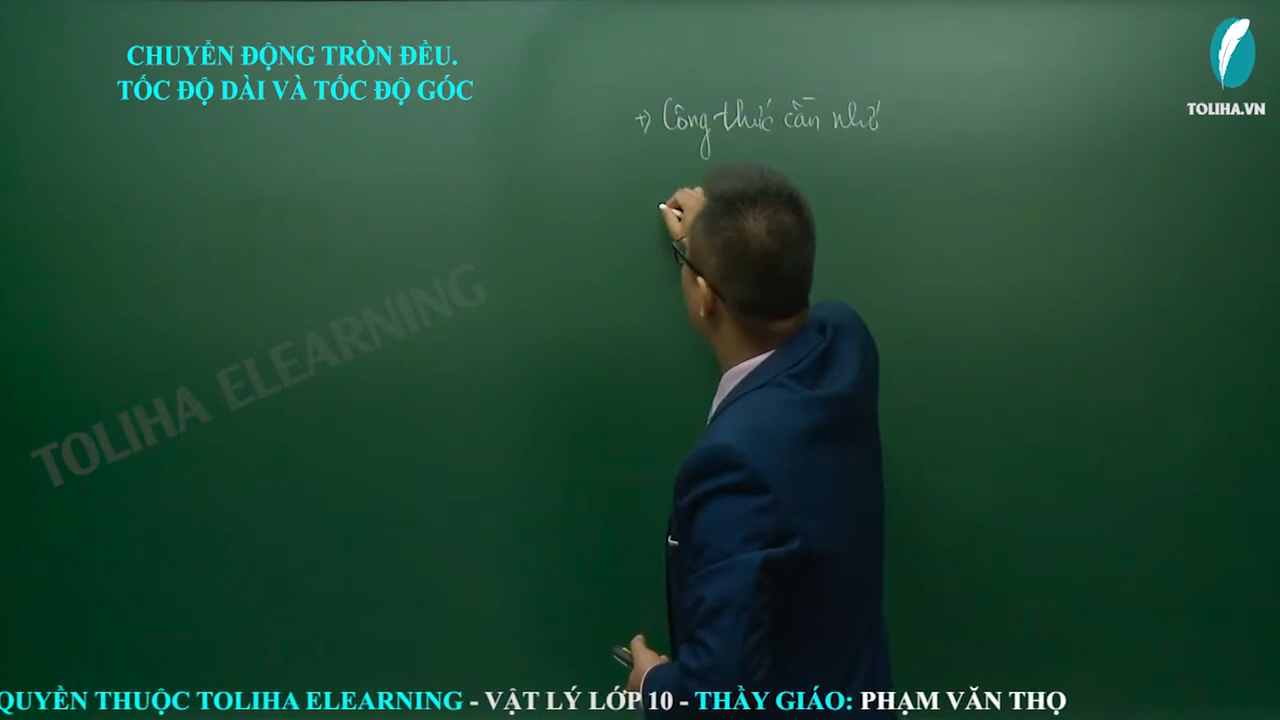 CHUYỂN ĐỘNG TRÒN ĐỀU.
TỐC ĐỘ DÀI VÀ TỐC ĐỘ GÓC
TOLIHA.VN
+) Công thức cần nhớ
TOLIHA ELEARNING
QUYỀN THUỘC TOLIHA ELEARNING - VẬT LÝ LỚP 10 - THẦY GIÁO: PHẠM VĂN THỌ